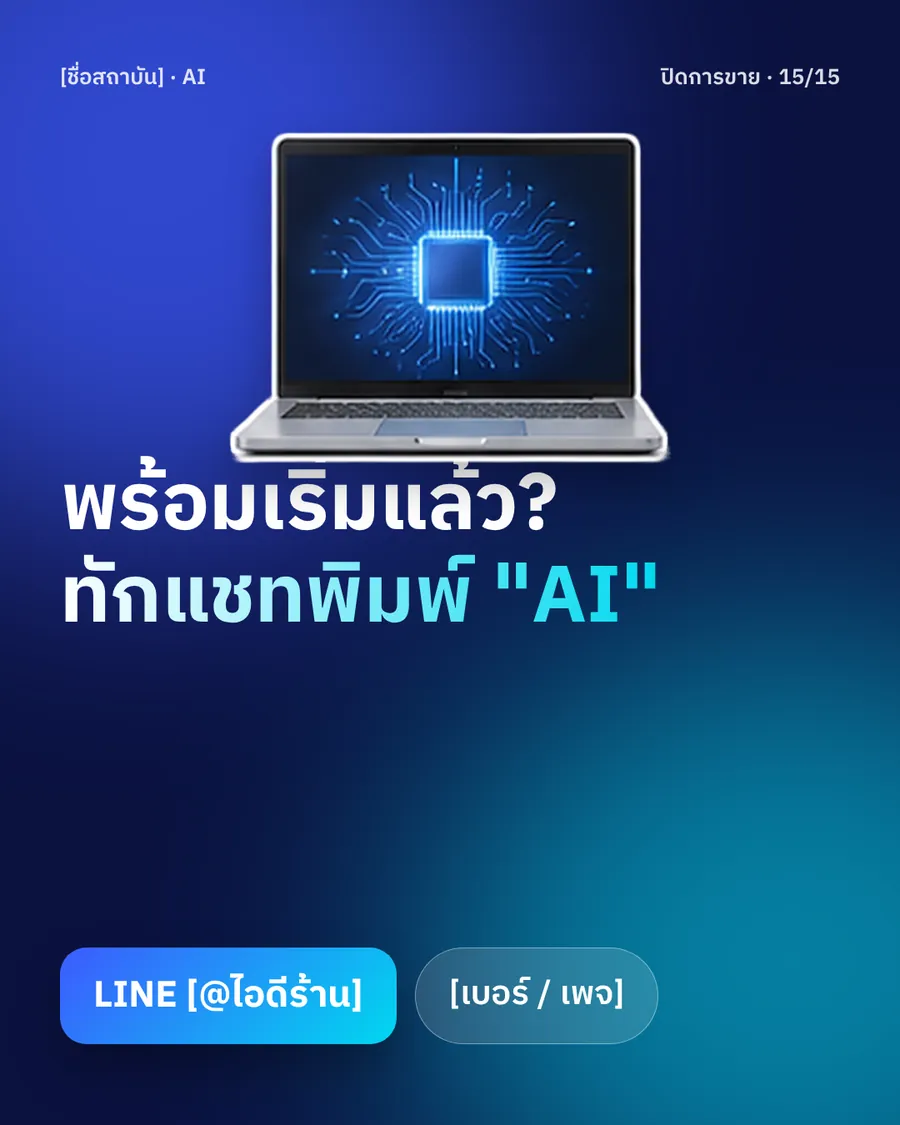 [ชื่อสถาบัน] · AI
ปิดการขาย · 15/15
พร้อมเริ่มแล้ว?
ทักแชทพิมพ์ "AI"
LINE [@ไอดีร้าน]
[เบอร์ / เพจ]